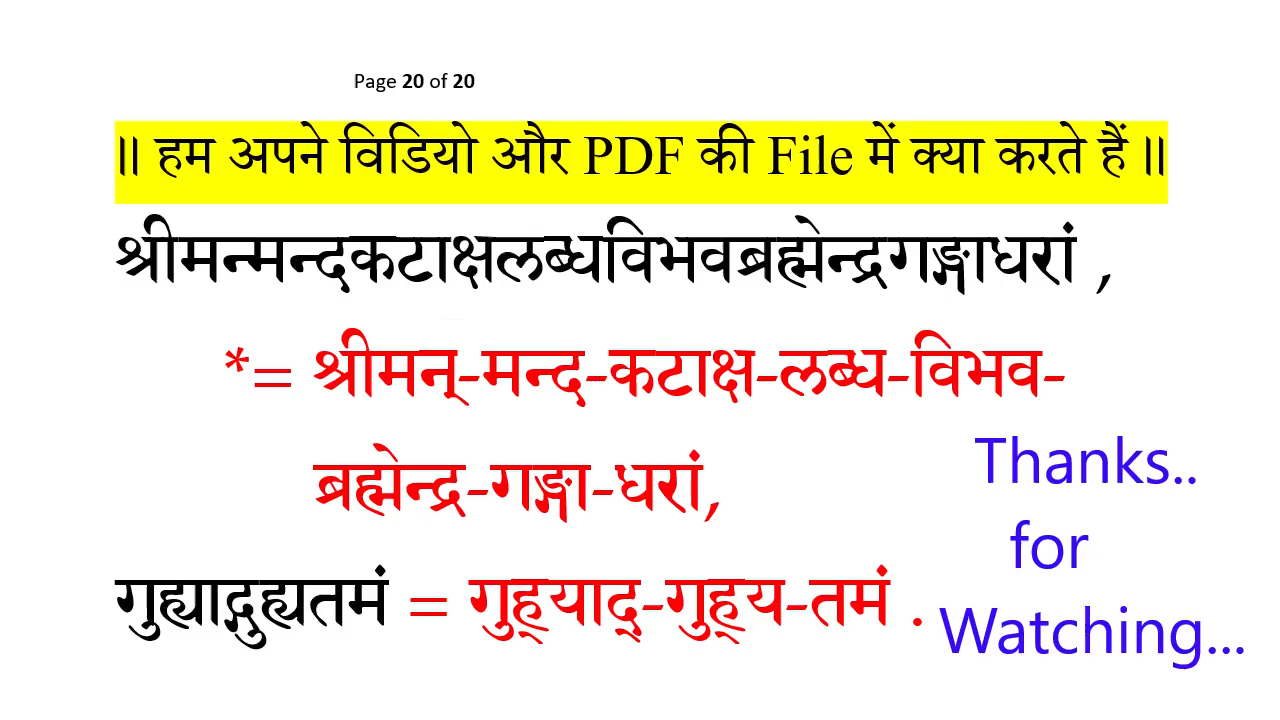 Page 20 of 20
॥ हम अपने विडियो और PDF की File में क्या करते हैं ॥
श्रीमन्मन्दकटाक्षलब्धविभवब्रह्मेन्द्रगङ्गाधरां ,
*= श्रीमन्-मन्द-कटाक्ष-लब्ध-विभव-
ब्रह्मेन्द्र-गङ्गा-धरां,
गुह्याद्गुह्यतमं = गुह्‌याद्-गुह्‌य-तमं .
Thanks..
for
Watching...